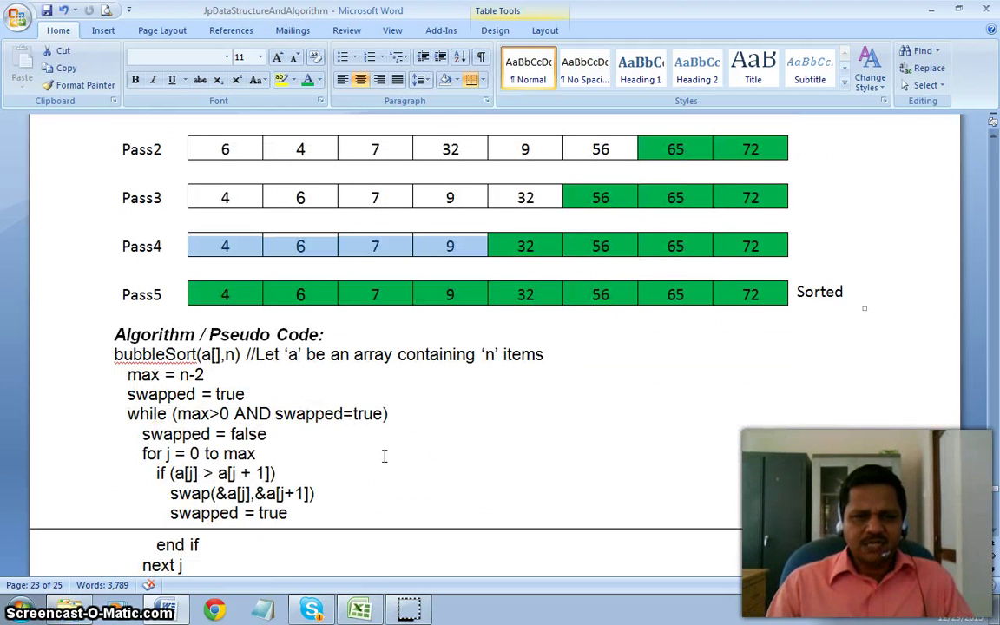 JpDataStructureAndAlgorithm - Microsoft Word
Table Tools
Home Insert Page Layout References Mailings Review View Add-Ins Design Layout
Paste
Cut
Copy
Format Painter
Clipboard
11
Font
Paragraph
AaBbCcDc AaBbCcDc AaBbCc AaBbCc AaB AaBbCc.
¶ Normal ¶ No Spaci... Heading 1 Heading 2 Title Subtitle
Change Styles
Styles
Find
Replace
Select
Editing
Pass2 6 4 7 32 9 56 65 72
Pass3 4 6 7 9 32 56 65 72
Pass4 4 6 7 9 32 56 65 72
Pass5 4 6 7 9 32 56 65 72 Sorted
Algorithm / Pseudo Code:
bubbleSort(a[],n) //Let ‘a’ be an array containing ‘n’ items
max = n-2
swapped = true
while (max>0 AND swapped=true)
swapped = false
for j = 0 to max
if (a[j] > a[j + 1])
swap(&a[j],&a[j+1])
swapped = true
end if
next j
Page: 23 of 25 Words: 3,789
Screencast-O-Matic.com